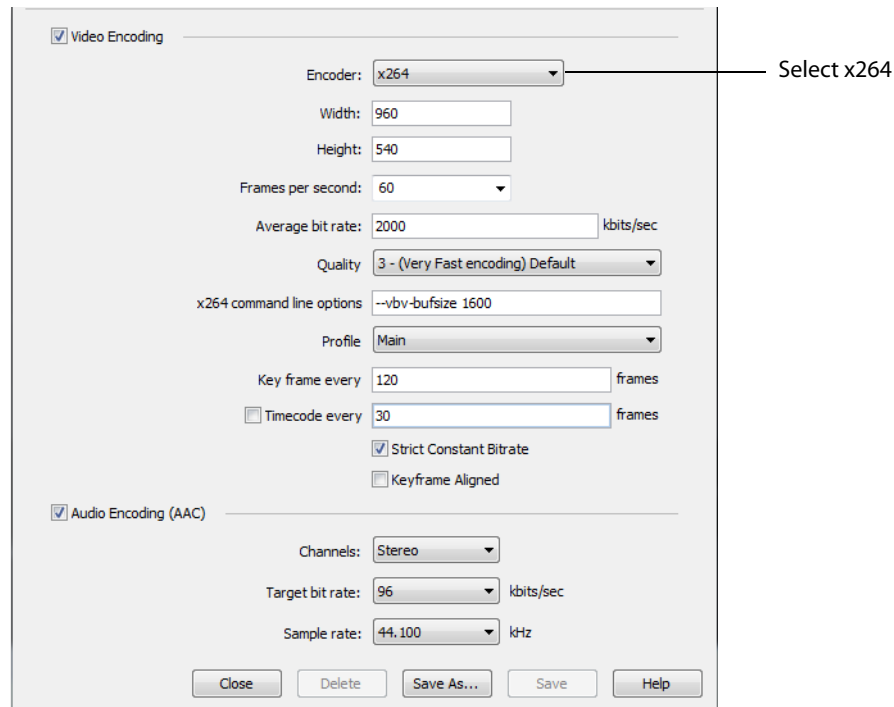 Video Encoding
Encoder: x264
Select x264
Width: 960
Height: 540
Frames per second: 60
Average bit rate: 2000 kbits/sec
Quality 3 - (Very Fast encoding) Default
x264 command line options --vbv-bufsize 1600
Profile Main
Key frame every 120 frames
Timecode every 30 frames
Strict Constant Bitrate
Keyframe Aligned
Audio Encoding (AAC)
Channels: Stereo
Target bit rate: 96 kbits/sec
Sample rate: 44.100 kHz
Close Delete Save As... Save Help